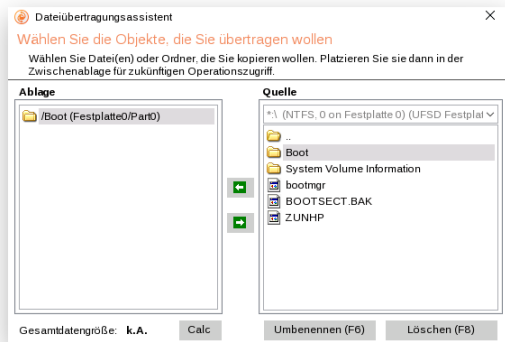 Dateiübertragungsassistent
Wählen Sie die Objekte, die Sie übertragen wollen
Wählen Sie Datei(en) oder Ordner, die Sie kopieren wollen. Platzieren Sie sie dann in der
Zwischenablage für zukünftigen Operationszugriff.
Ablage
/Boot (Festplatte0/Part0)
Quelle
*:\ (NTFS, 0 on Festplatte 0) (UFSD Festplat
..
Boot
System Volume Information
bootmgr
BOOTSECT.BAK
ZUNHP
Gesamtdatengröße: k.A.
Calc
Umbenennen (F6)
Löschen (F8)